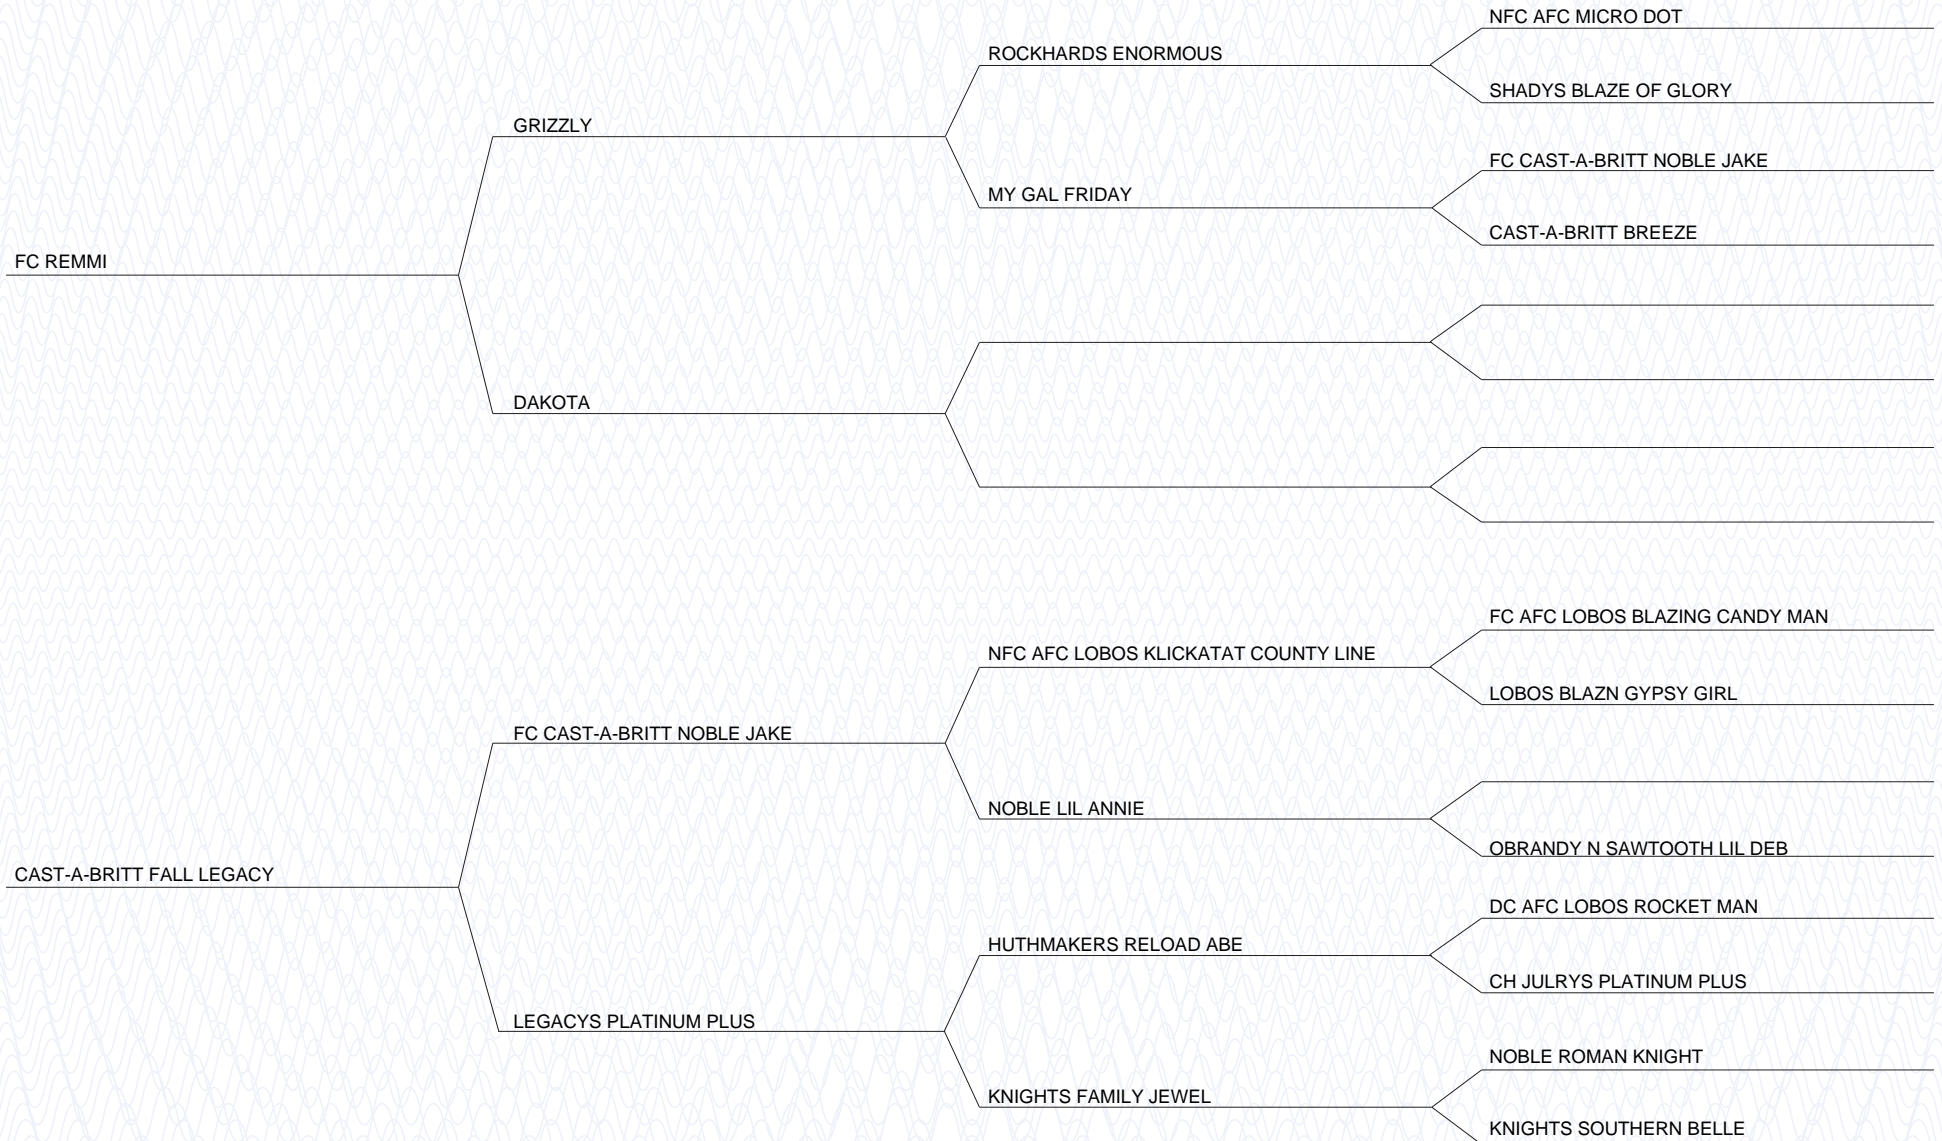 NFC AFC MICRO DOT
ROCKHARDS ENORMOUS
SHADYS BLAZE OF GLORY
GRIZZLY
FC CAST-A-BRITT NOBLE JAKE
MY GAL FRIDAY
CAST-A-BRITT BREEZE
FC REMMI
DAKOTA
FC AFC LOBOS BLAZING CANDY MAN
NFC AFC LOBOS KLICKATAT COUNTY LINE
LOBOS BLAZN GYPSY GIRL
FC CAST-A-BRITT NOBLE JAKE
NOBLE LIL ANNIE
OBRANDY N SAWTOOTH LIL DEB
CAST-A-BRITT FALL LEGACY
DC AFC LOBOS ROCKET MAN
HUTHMAKERS RELOAD ABE
CH JULRYS PLATINUM PLUS
LEGACYS PLATINUM PLUS
NOBLE ROMAN KNIGHT
KNIGHTS FAMILY JEWEL
KNIGHTS SOUTHERN BELLE